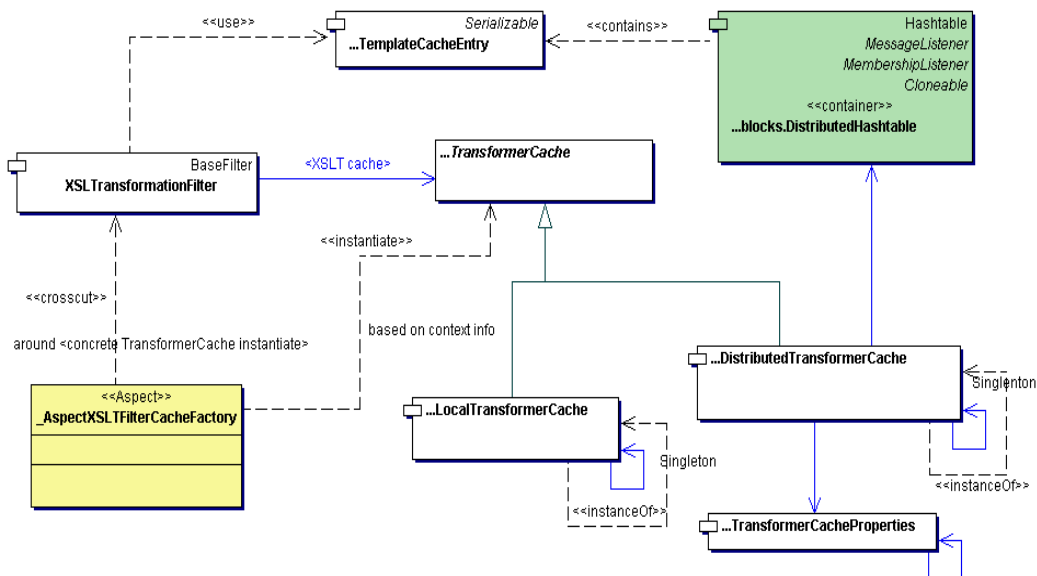 <<use>>
Serializable
...TemplateCacheEntry
<<contains>>
Hashtable
MessageListener
MembershipListener
Cloneable
<<container>>
...blocks.DistributedHashtable
BaseFilter
XSLTransformationFilter
<XSLT cache>
...TransformerCache
<<instantiate>>
<<crosscut>>
around <concrete TransformerCache instantiate>
based on context info
<<Aspect>>
_AspectXSLTFilterCacheFactory
...LocalTransformerCache
Singleton
<<instanceOf>>
...DistributedTransformerCache
Singlenton
<<instanceOf>>
...TransformerCacheProperties